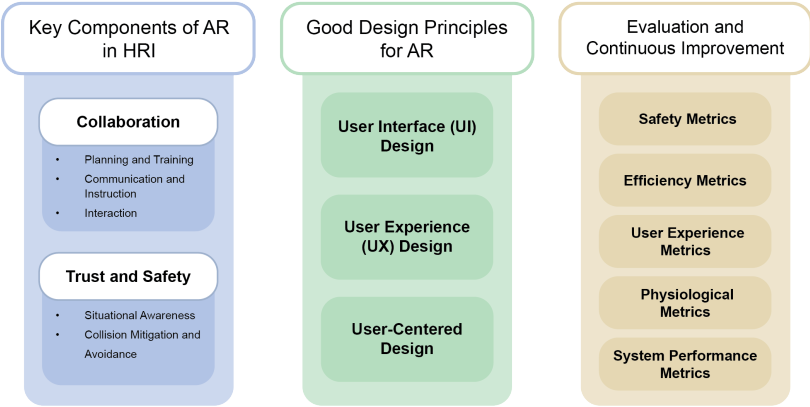 Key Components of AR
in HRI
Collaboration
• Planning and Training
• Communication and
Instruction
• Interaction
Trust and Safety
• Situational Awareness
• Collision Mitigation and
Avoidance
Good Design Principles
for AR
User Interface (UI)
Design
User Experience
(UX) Design
User-Centered
Design
Evaluation and
Continuous Improvement
Safety Metrics
Efficiency Metrics
User Experience
Metrics
Physiological
Metrics
System Performance
Metrics